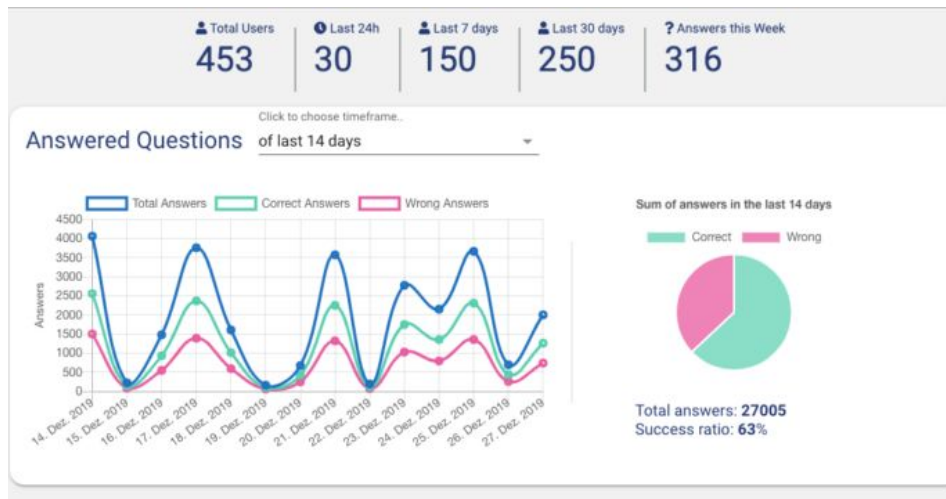 Total Users
453
Last 24h
30
Last 7 days
150
Last 30 days
250
? Answers this Week
316
Click to choose timeframe..
Answered Questions
of last 14 days
Total Answers
Correct Answers
Wrong Answers
4500
4000
3500
3000
2500
2000
1500
1000
500
0
Answers
14. Dez. 2019
15. Dez. 2019
16. Dez. 2019
17. Dez. 2019
18. Dez. 2019
19. Dez. 2019
20. Dez. 2019
21. Dez. 2019
22. Dez. 2019
23. Dez. 2019
24. Dez. 2019
25. Dez. 2019
26. Dez. 2019
27. Dez. 2019
Sum of answers in the last 14 days
Correct
Wrong
Total answers: 27005
Success ratio: 63%